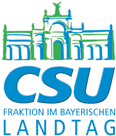 CSU
FRAKTION IM BAYERISCHEN
LANDTAG